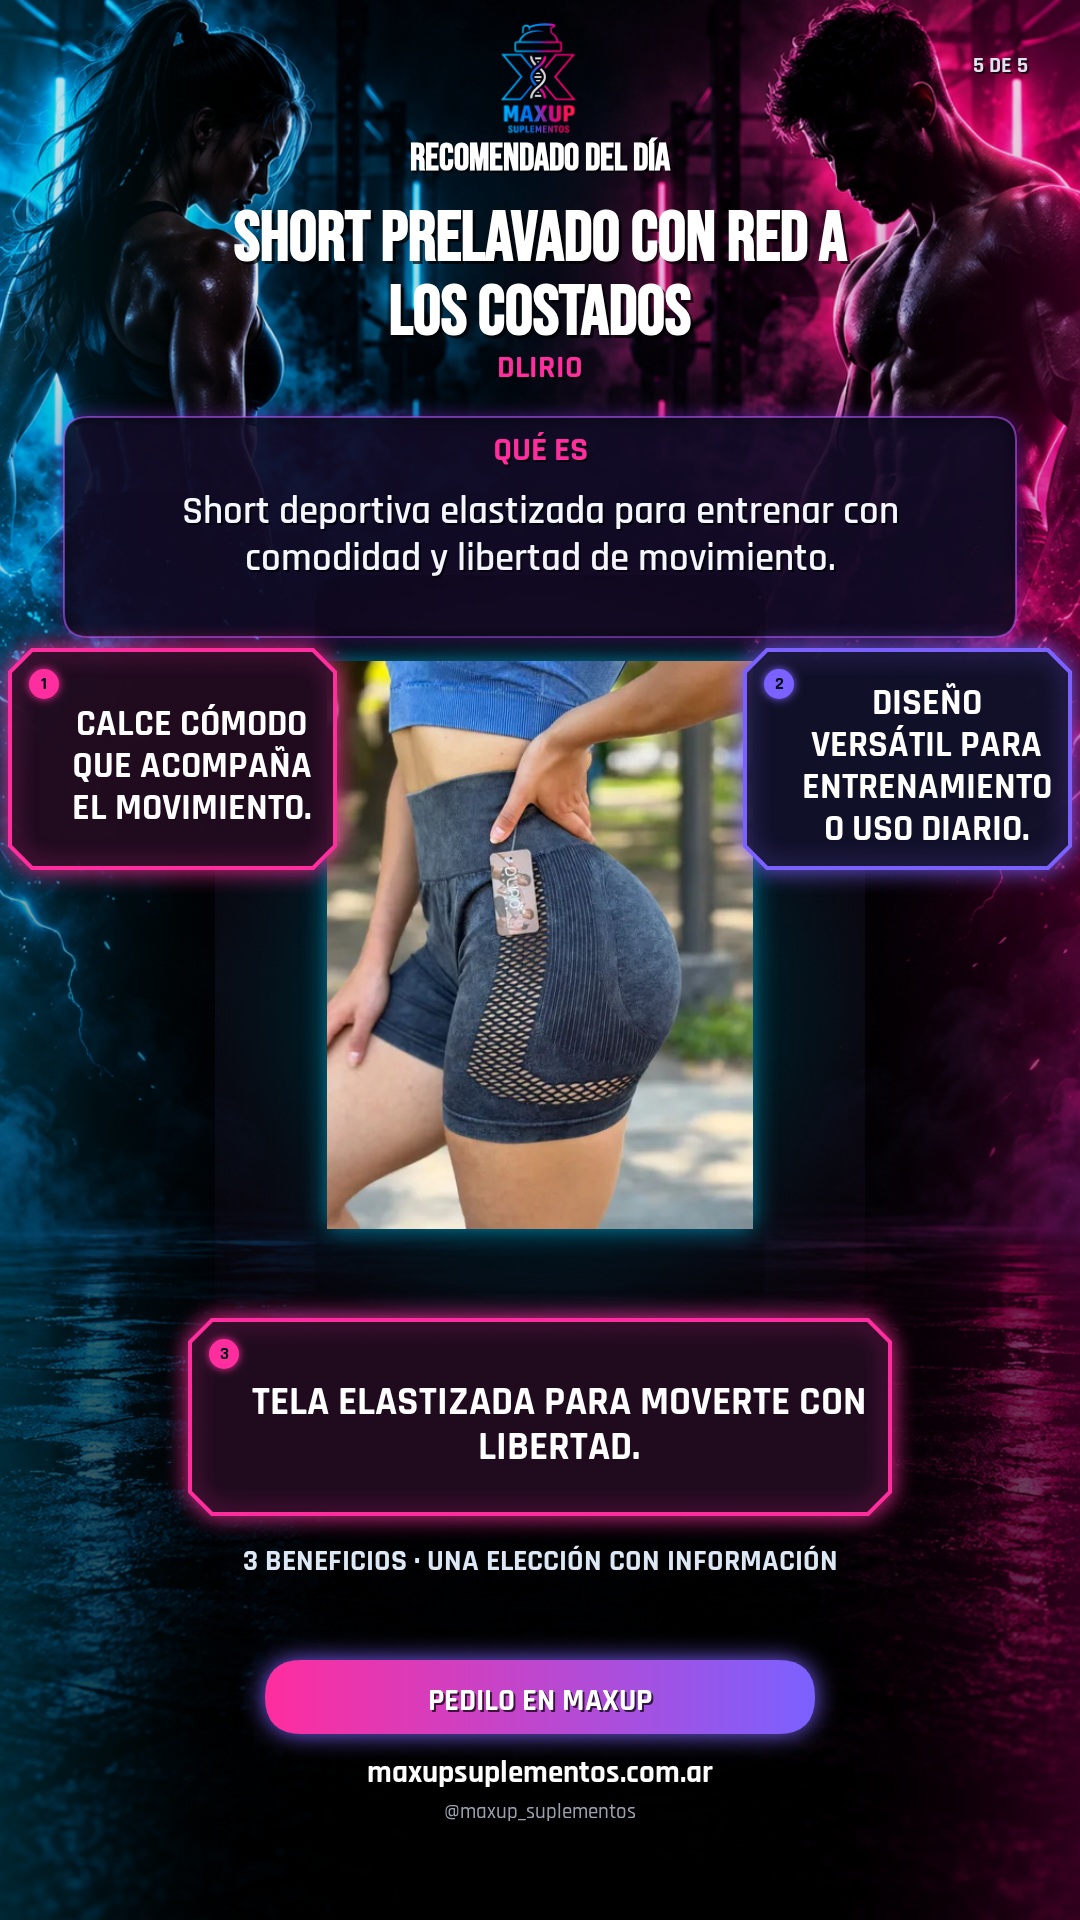 MAXUP
SUPLEMENTOS
5 DE 5
RECOMENDADO DEL DÍA
SHORT PRELAVADO CON RED A
LOS COSTADOS
DLIRIO
QUÉ ES
Short deportiva elastizada para entrenar con
comodidad y libertad de movimiento.
1
CALCE CÓMODO
QUE ACOMPAÑA
EL MOVIMIENTO.
2
DISEÑO
VERSÁTIL PARA
ENTRENAMIENTO
O USO DIARIO.
3
TELA ELASTIZADA PARA MOVERTE CON
LIBERTAD.
3 BENEFICIOS · UNA ELECCIÓN CON INFORMACIÓN
PEDILO EN MAXUP
maxupsuplementos.com.ar
@maxup_suplementos